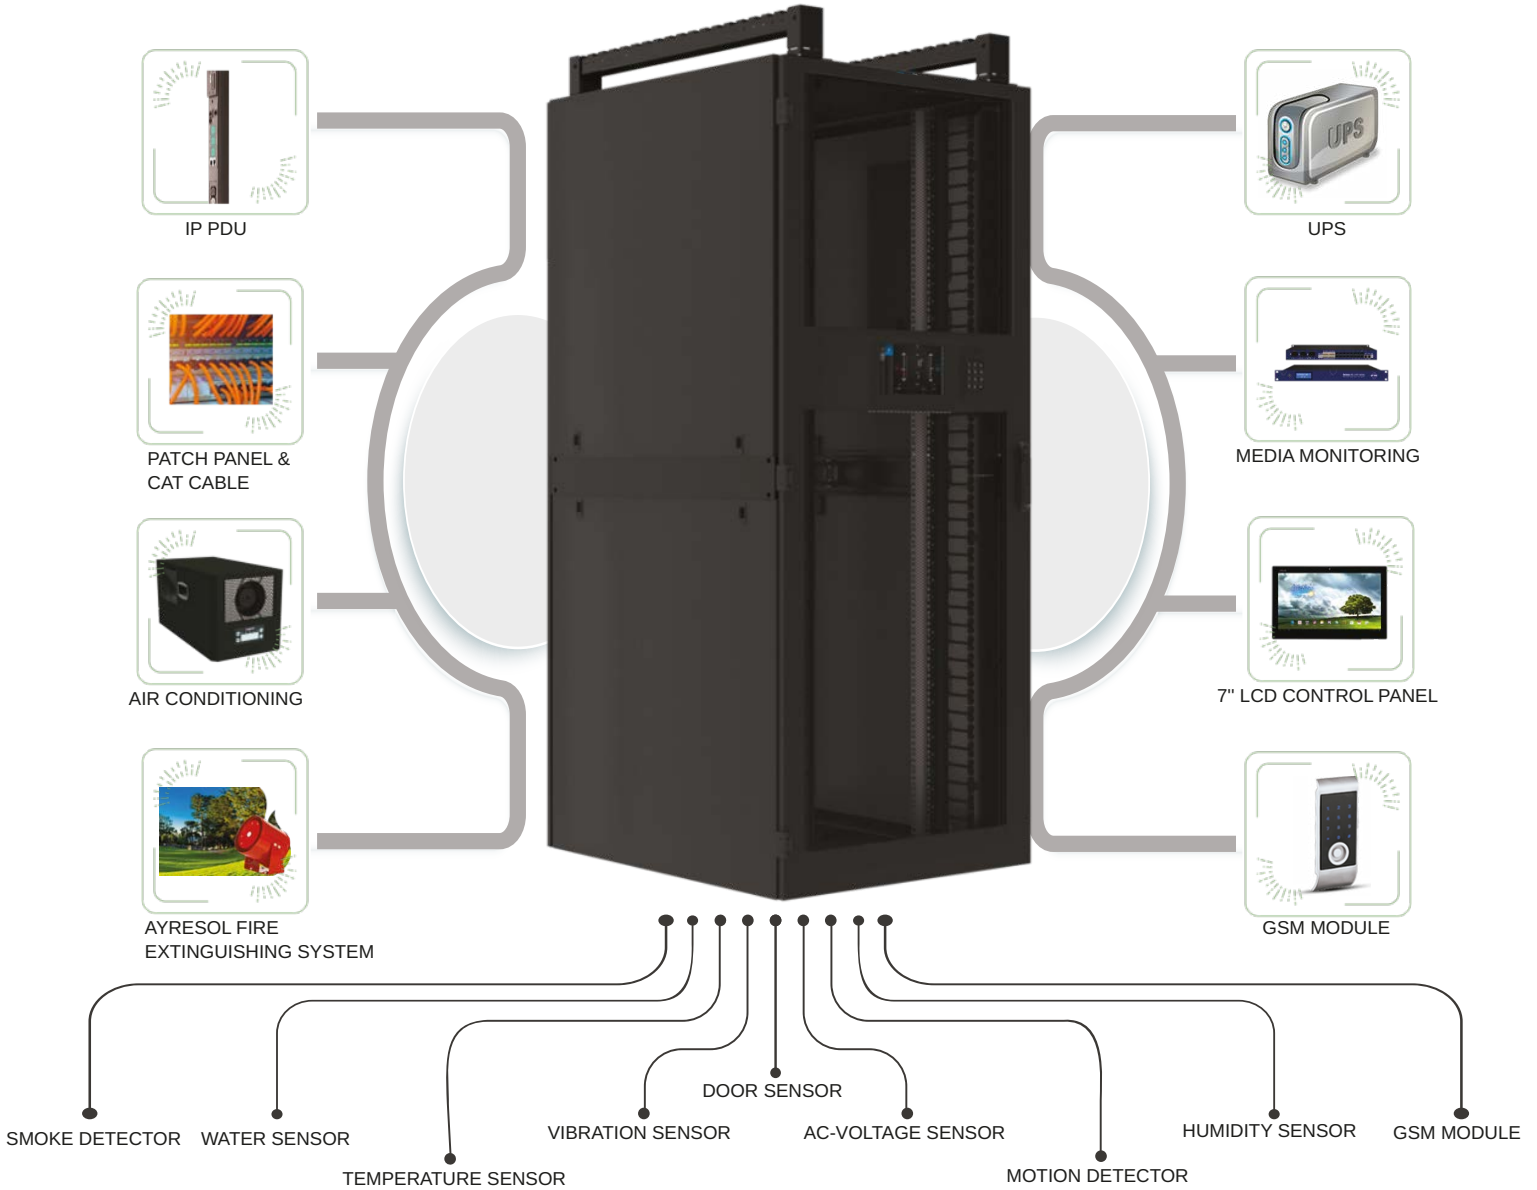 IP PDU
UPS
UPS
PATCH PANEL &
CAT CABLE
MEDIA MONITORING
AIR CONDITIONING
7" LCD CONTROL PANEL
AYRESOL FIRE
EXTINGUISHING SYSTEM
GSM MODULE
DOOR SENSOR
SMOKE DETECTOR
WATER SENSOR
VIBRATION SENSOR
AC-VOLTAGE SENSOR
HUMIDITY SENSOR
GSM MODULE
TEMPERATURE SENSOR
MOTION DETECTOR